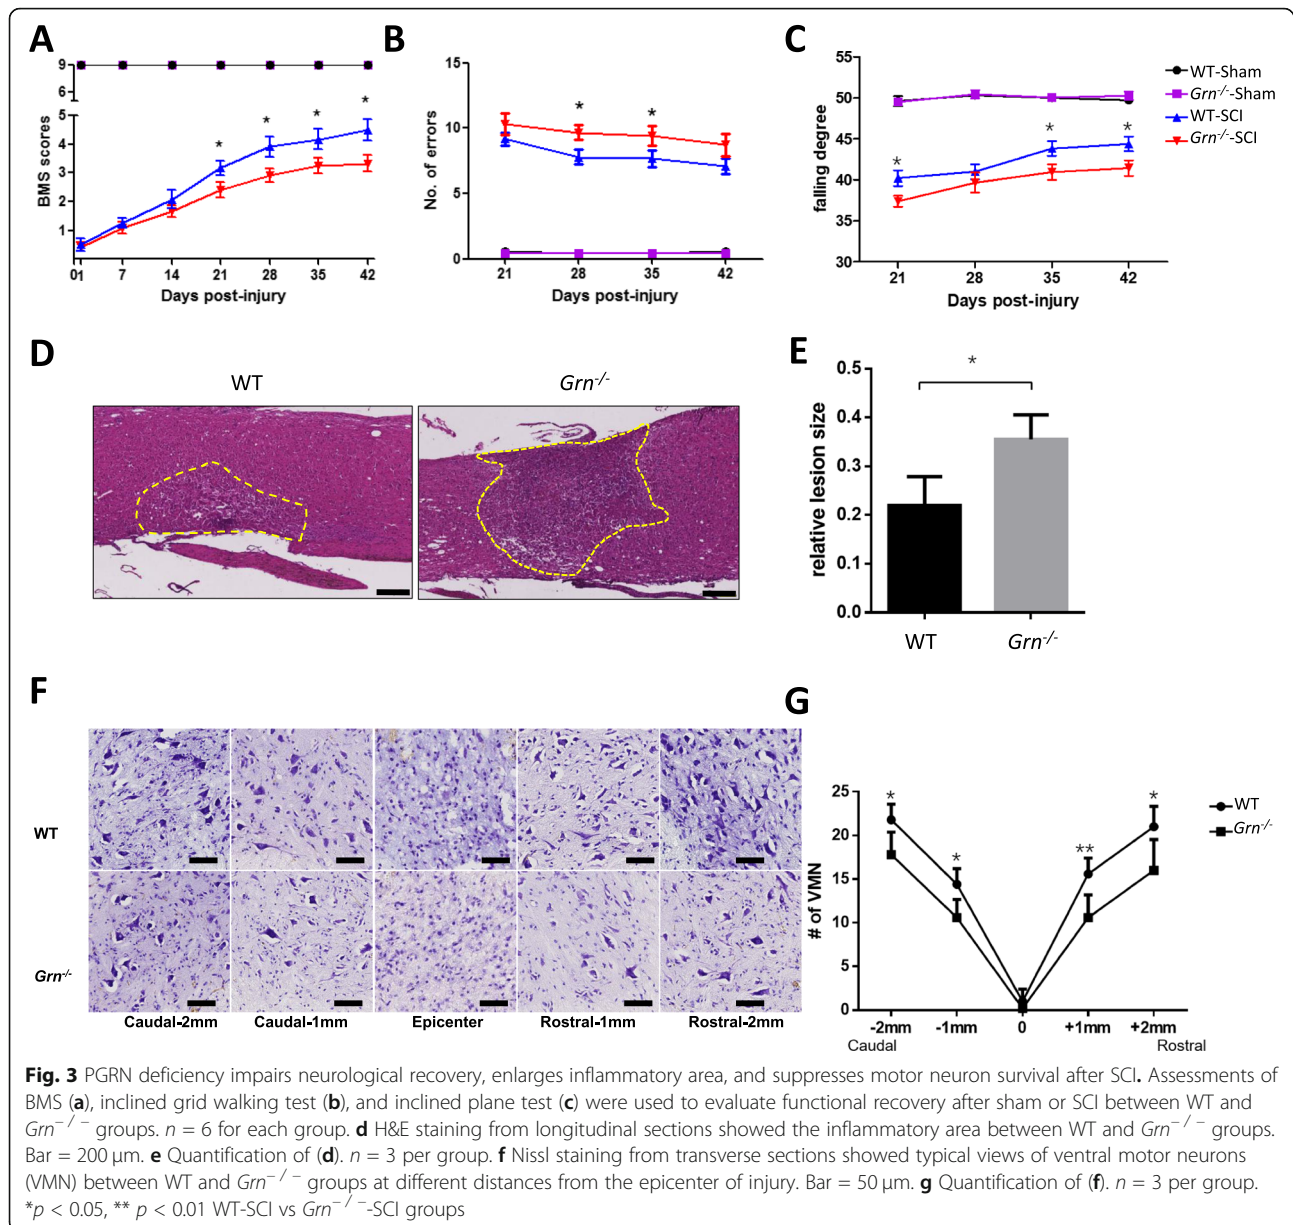 A
B
C
9
6
5
4
3
2
1
BMS scores
01 7 14 21 28 35 42
Days post-injury
* * * *
15
10
5
0
No. of errors
* *
21 28 35 42
Days post-injury
55
50
45
40
35
30
falling degree
* * *
21 28 35 42
Days post-injury
WT-Sham
Grn-/--Sham
WT-SCI
Grn-/--SCI
D
WT
Grn-/-
E
*
0.5
0.4
0.3
0.2
0.1
0.0
relative lesion size
WT
Grn-/-
F
WT
Grn-/-
Caudal-2mm Caudal-1mm Epicenter Rostral-1mm Rostral-2mm
G
25
20
15
10
5
0
# of VMN
* * ** *
-2mm -1mm 0 +1mm +2mm
Caudal Rostral
WT
Grn-/-
Fig. 3 PGRN deficiency impairs neurological recovery, enlarges inflammatory area, and suppresses motor neuron survival after SCI. Assessments of
BMS (a), inclined grid walking test (b), and inclined plane test (c) were used to evaluate functional recovery after sham or SCI between WT and
Grn−/− groups. n = 6 for each group. d H&E staining from longitudinal sections showed the inflammatory area between WT and Grn−/− groups.
Bar = 200 μm. e Quantification of (d). n = 3 per group. f Nissl staining from transverse sections showed typical views of ventral motor neurons
(VMN) between WT and Grn−/− groups at different distances from the epicenter of injury. Bar = 50 μm. g Quantification of (f). n = 3 per group.
*p < 0.05, ** p < 0.01 WT-SCI vs Grn−/−-SCI groups